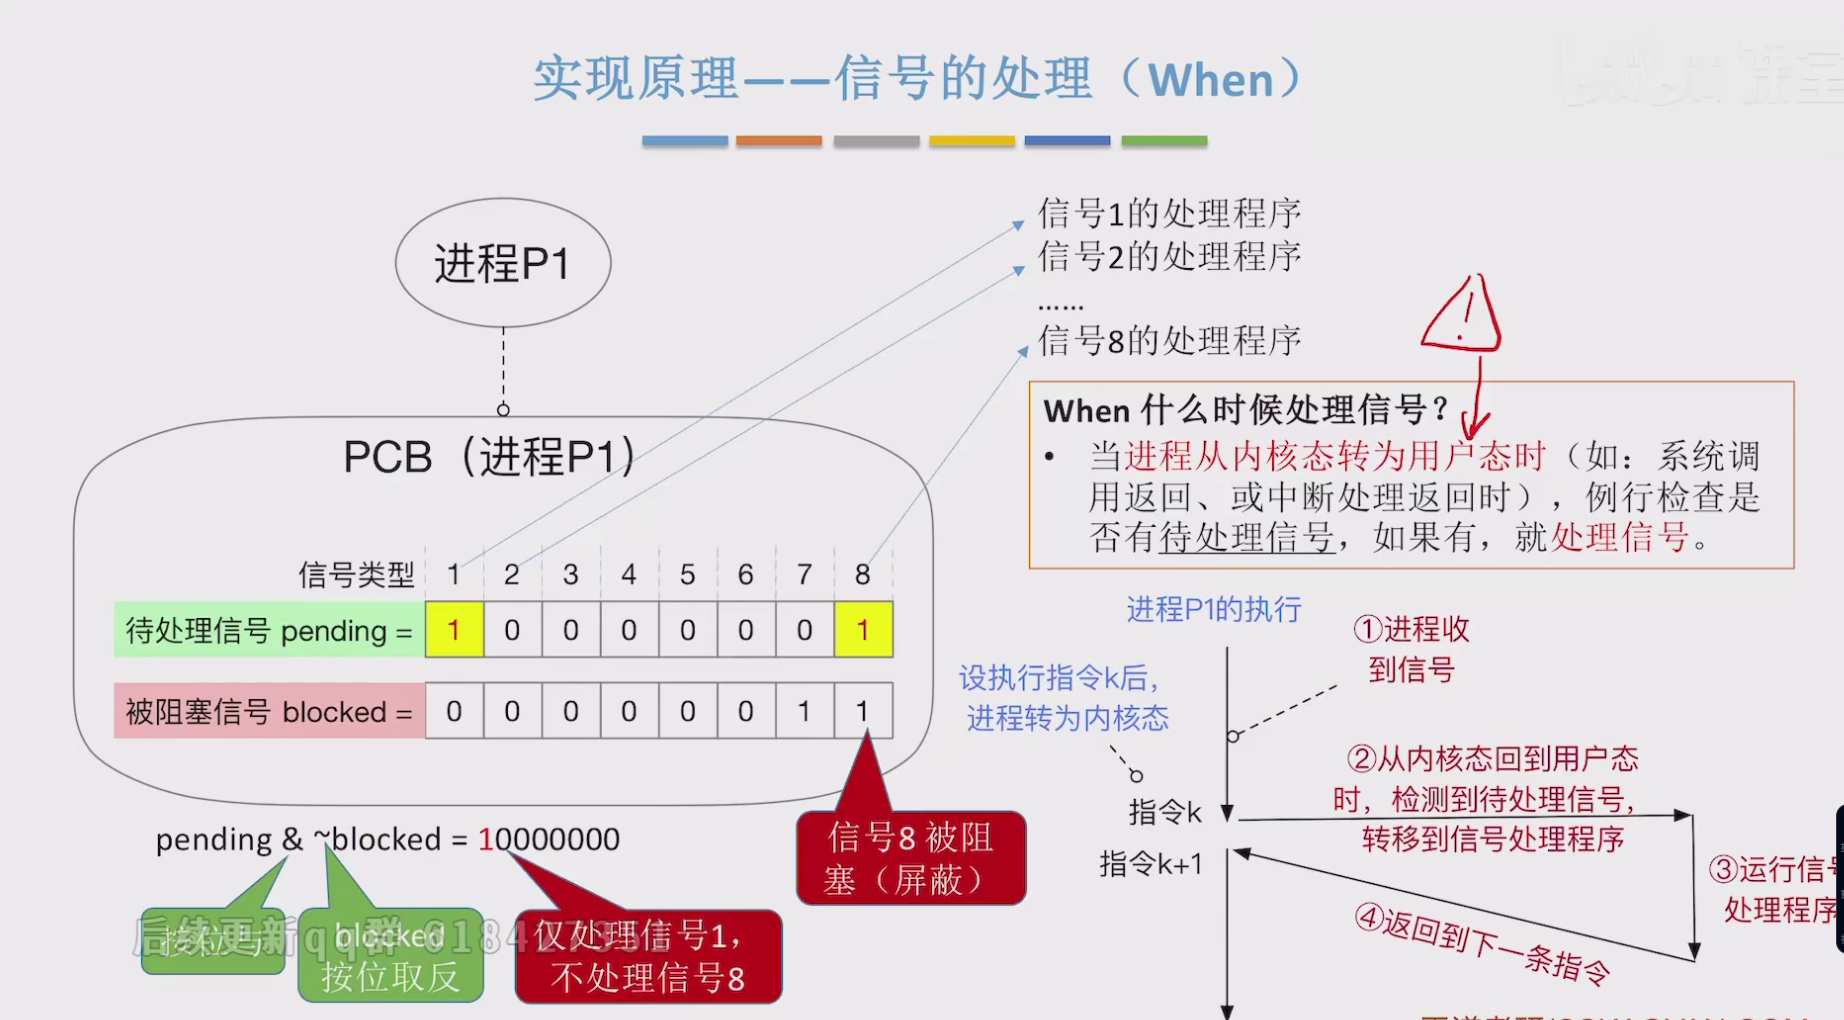 实现原理——信号的处理（When）
进程P1
信号1的处理程序
信号2的处理程序
……
信号8的处理程序
When 什么时候处理信号？
• 当进程从内核态转为用户态时（如：系统调
用返回、或中断处理返回时），例行检查是
否有待处理信号，如果有，就处理信号。
PCB（进程P1）
信号类型 1 2 3 4 5 6 7 8
待处理信号 pending = 1 0 0 0 0 0 0 1
被阻塞信号 blocked = 0 0 0 0 0 0 1 1
pending & ~blocked = 10000000
信号8 被阻
塞（屏蔽）
按位与
blocked
按位取反
仅处理信号1，
不处理信号8
进程P1的执行
①进程收
到信号
设执行指令k后，
进程转为内核态
②从内核态回到用户态
时，检测到待处理信号，
转移到信号处理程序
指令k
指令k+1
③运行信号
处理程序
④返回到下一条指令
后续更新qq群